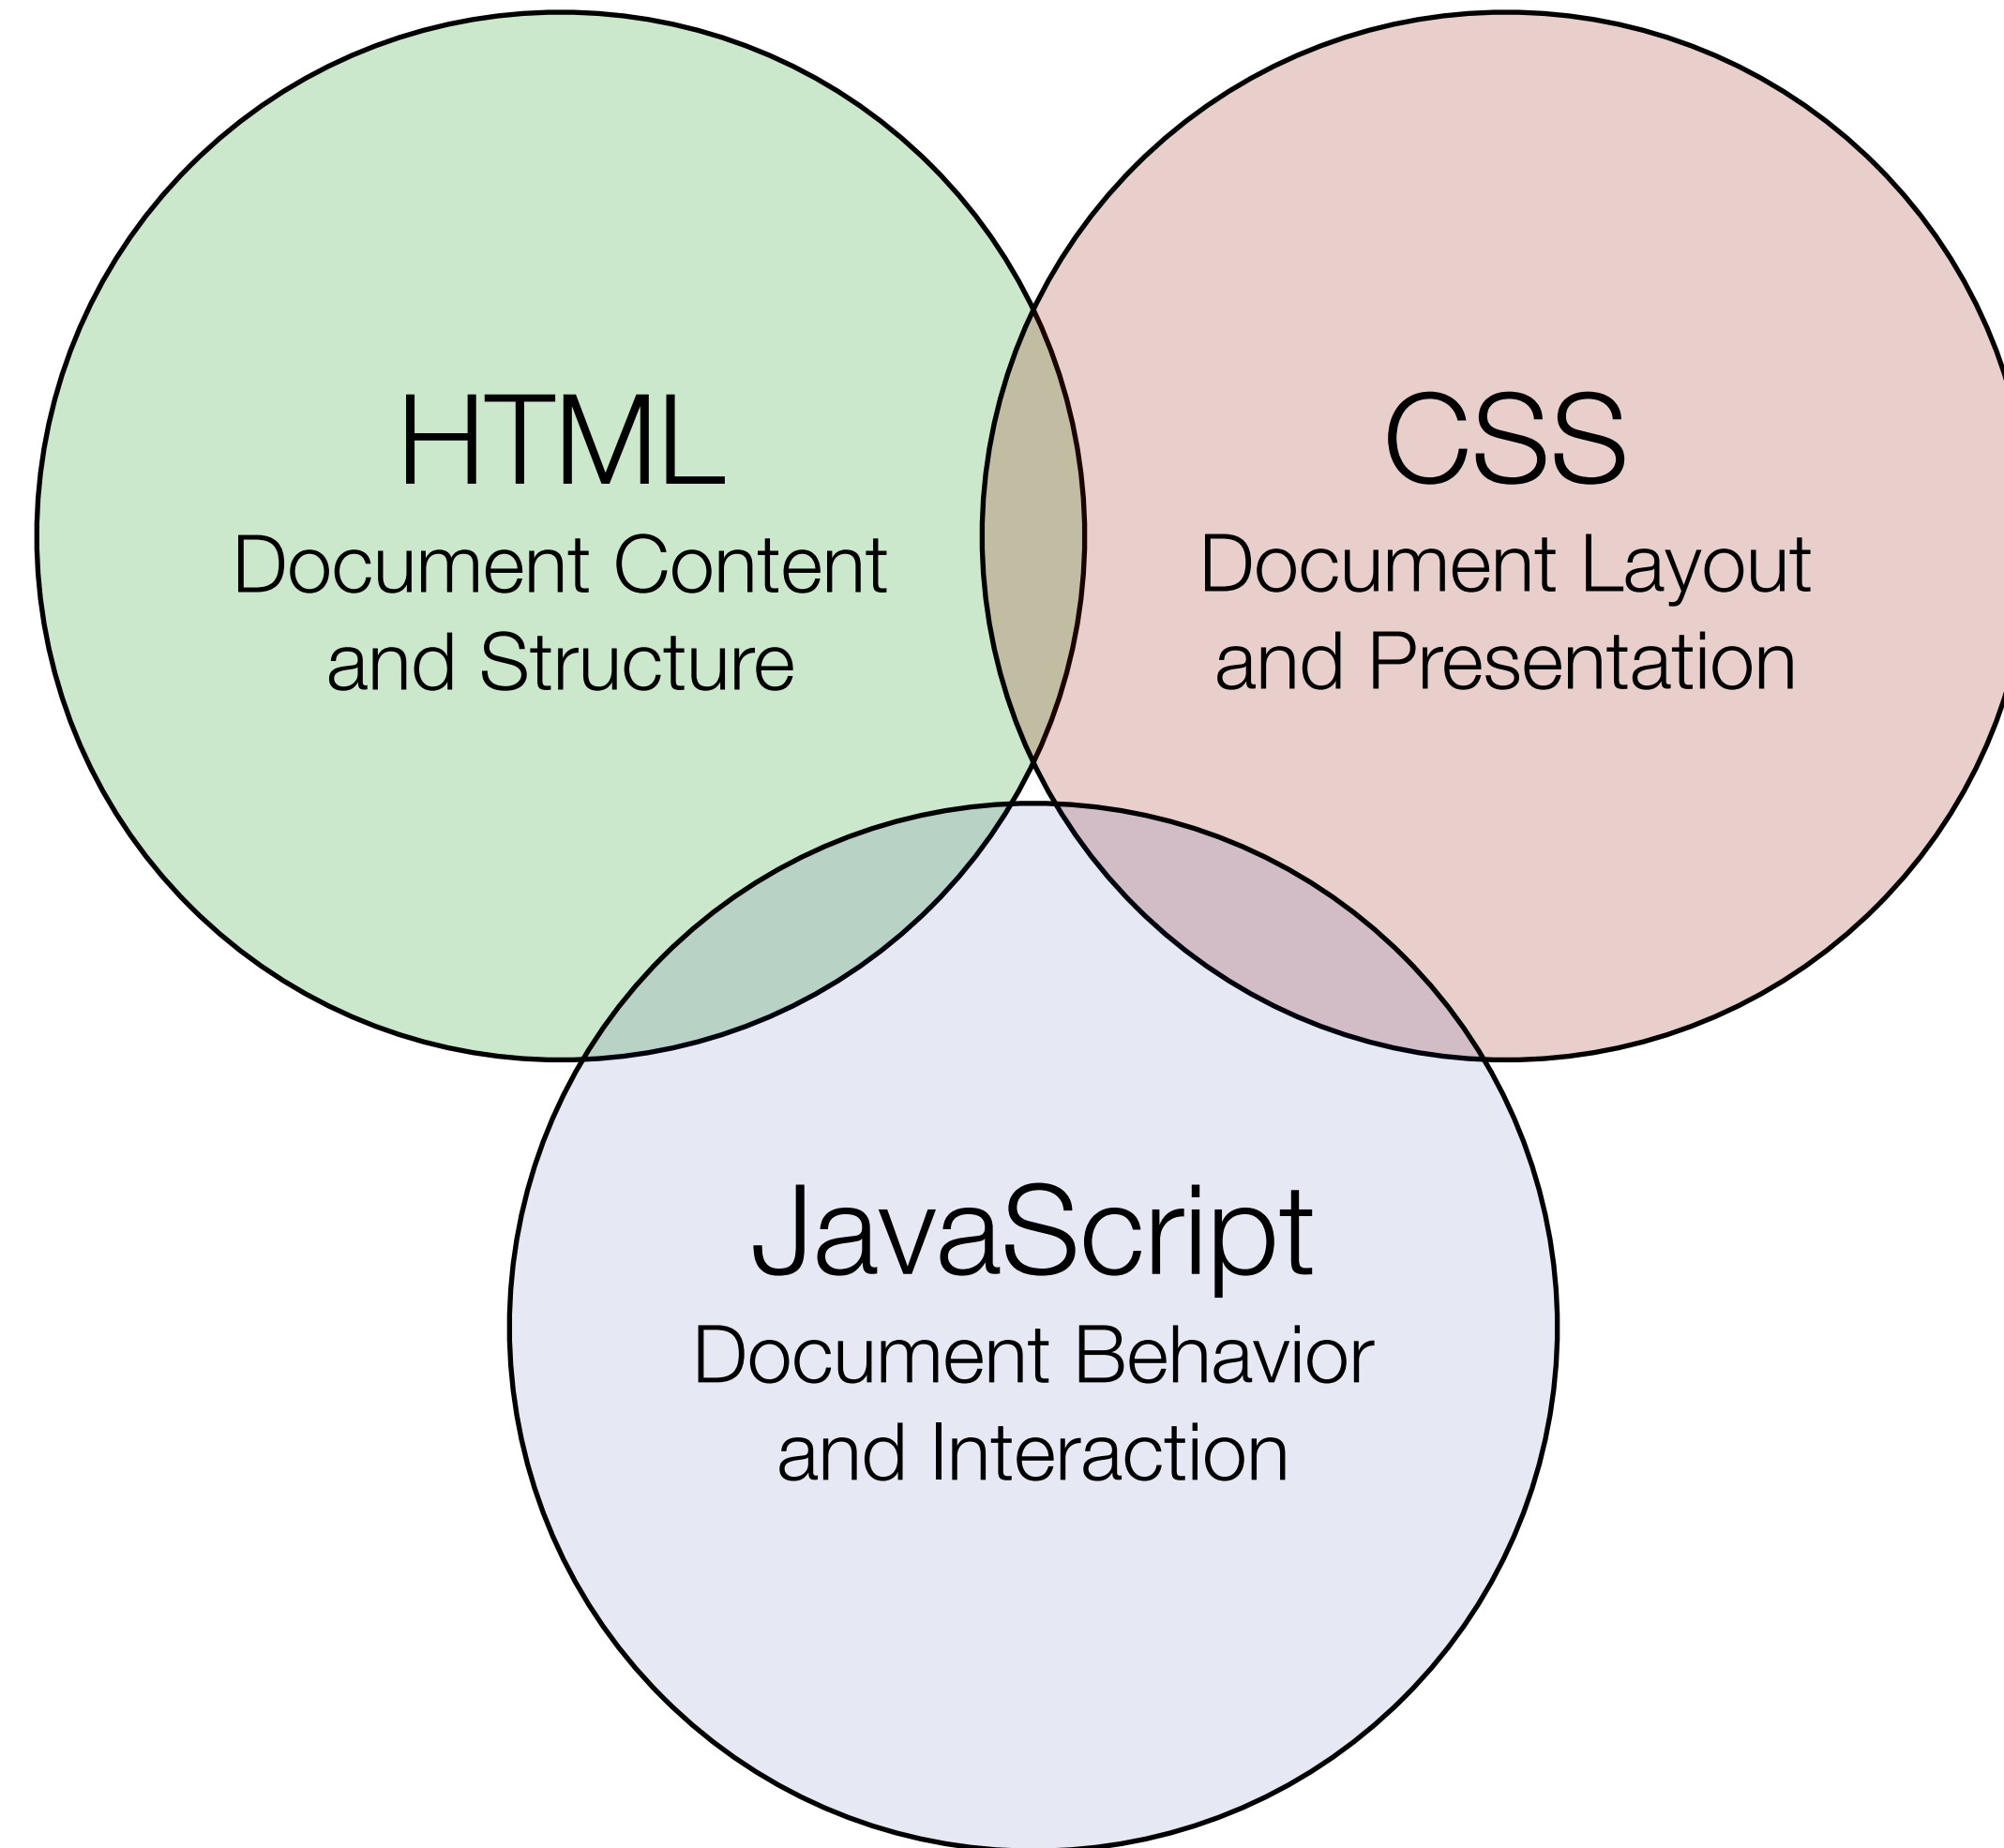 HTML
Document Content
and Structure
CSS
Document Layout
and Presentation
JavaScript
Document Behavior
and Interaction